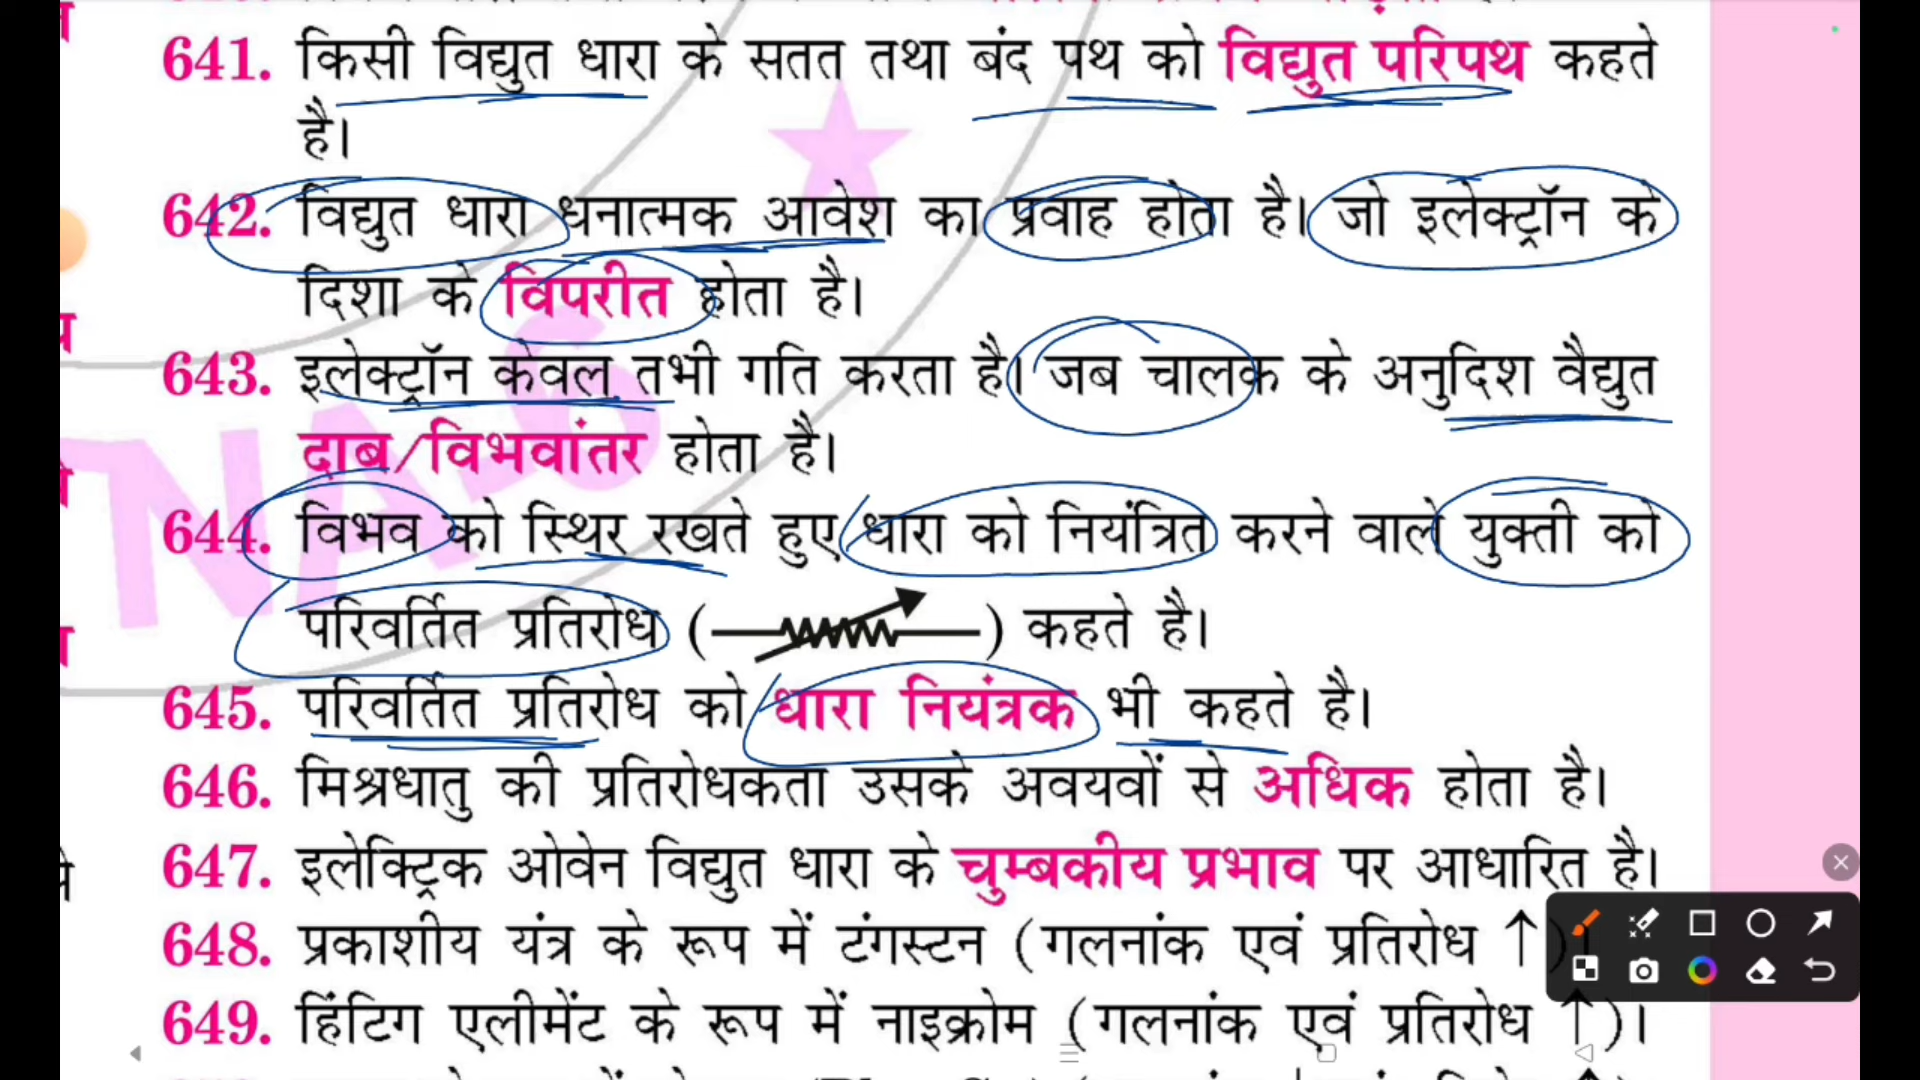 641. किसी विद्युत धारा के सतत तथा बंद पथ को विद्युत परिपथ कहते
है।
642. विद्युत धारा धनात्मक आवेश का प्रवाह होता है। जो इलेक्ट्रॉन के
दिशा के विपरीत होता है।
643. इलेक्ट्रॉन केवल तभी गति करता है। जब चालक के अनुदिश वैद्युत
दाब/विभवांतर होता है।
644. विभव को स्थिर रखते हुए धारा को नियंत्रित करने वाले युक्ती को
परिवर्तित प्रतिरोध ( ) कहते है।
645. परिवर्तित प्रतिरोध को धारा नियंत्रक भी कहते है।
646. मिश्रधातु की प्रतिरोधकता उसके अवयवों से अधिक होता है।
647. इलेक्ट्रिक ओवेन विद्युत धारा के चुम्बकीय प्रभाव पर आधारित है।
648. प्रकाशीय यंत्र के रूप में टंगस्टन (गलनांक एवं प्रतिरोध ↑)।
649. हिंटिग एलीमेंट के रूप में नाइक्रोम (गलनांक एवं प्रतिरोध ↑)।